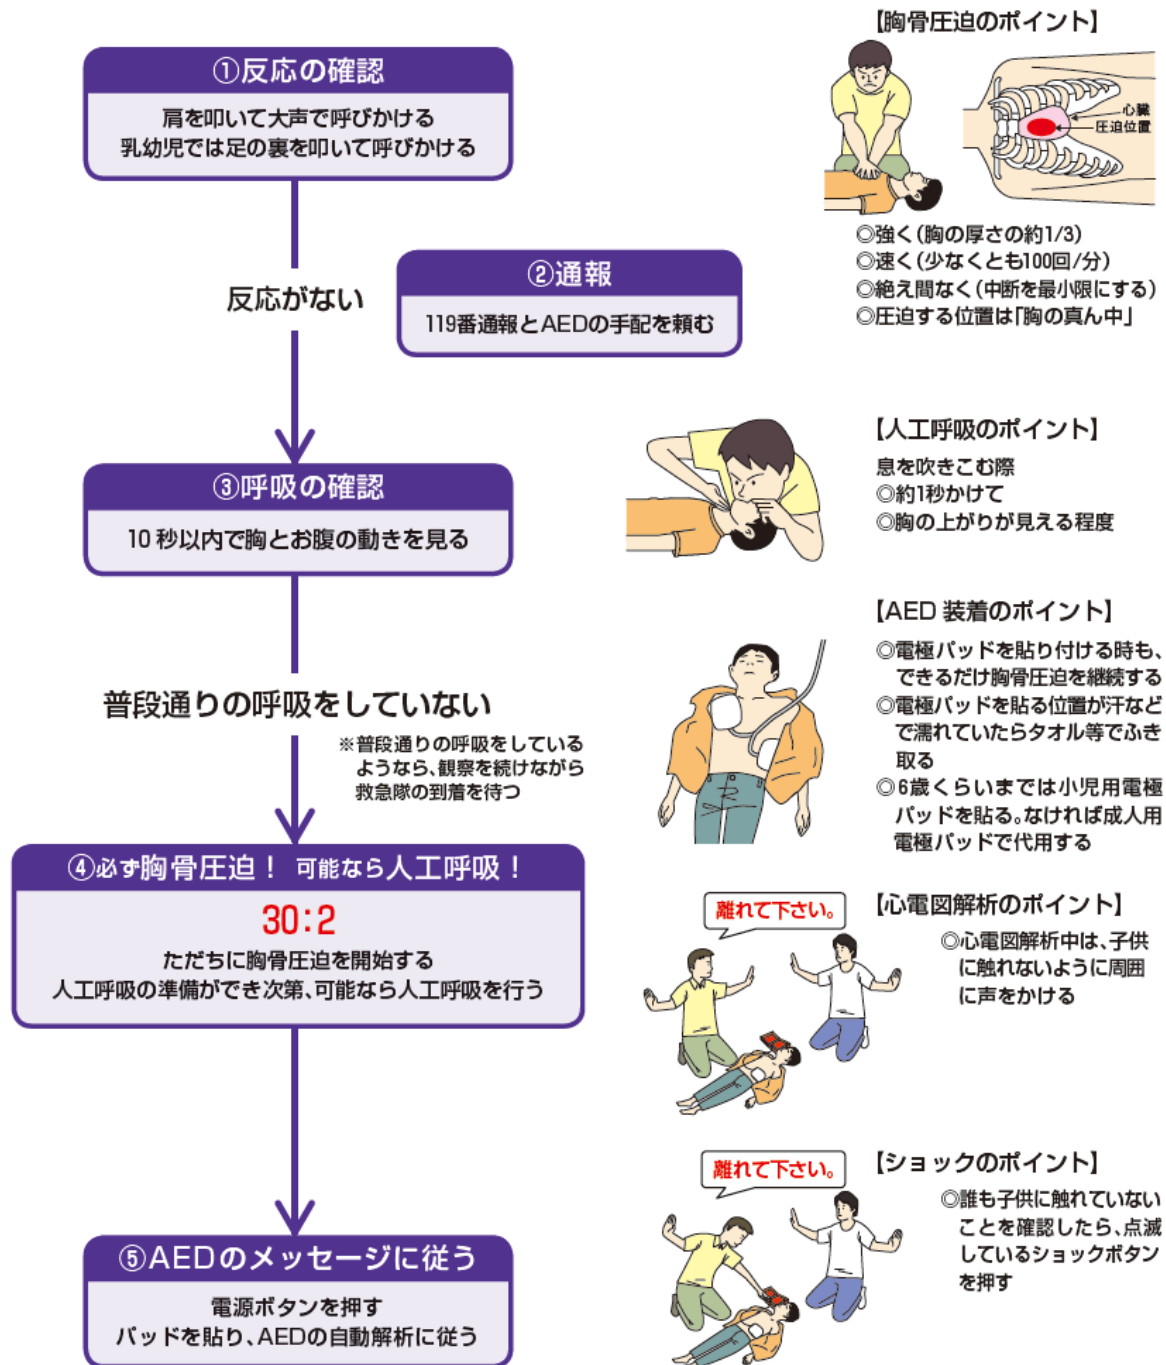 ①反応の確認
肩を叩いて大声で呼びかける
乳幼児では足の裏を叩いて呼びかける
反応がない
②通報
119番通報とAEDの手配を頼む
③呼吸の確認
10秒以内で胸とお腹の動きを見る
普段通りの呼吸をしていない
※普段通りの呼吸をしている
ようなら、観察を続けながら
救急隊の到着を待つ
④必ず胸骨圧迫！ 可能なら人工呼吸！
30:2
ただちに胸骨圧迫を開始する
人工呼吸の準備ができ次第、可能なら人工呼吸を行う
⑤AEDのメッセージに従う
電源ボタンを押す
パッドを貼り、AEDの自動解析に従う
【胸骨圧迫のポイント】
心臓
圧迫位置
◎強く（胸の厚さの約1/3）
◎速く（少なくとも100回/分）
◎絶え間なく（中断を最小限にする）
◎圧迫する位置は「胸の真ん中」
【人工呼吸のポイント】
息を吹きこむ際
◎約1秒かけて
◎胸の上がりが見える程度
【AED 装着のポイント】
◎電極パッドを貼り付ける時も、
できるだけ胸骨圧迫を継続する
◎電極パッドを貼る位置が汗など
で濡れていたらタオル等でふき
取る
◎6歳くらいまでは小児用電極
パッドを貼る。なければ成人用
電極パッドで代用する
離れて下さい。
【心電図解析のポイント】
◎心電図解析中は、子供
に触れないように周囲
に声をかける
離れて下さい。
【ショックのポイント】
◎誰も子供に触れていない
ことを確認したら、点滅
しているショックボタン
を押す